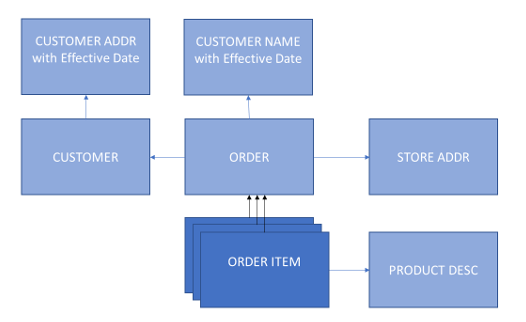 CUSTOMER ADDR
with Effective Date
CUSTOMER NAME
with Effective Date
CUSTOMER
ORDER
STORE ADDR
ORDER ITEM
PRODUCT DESC